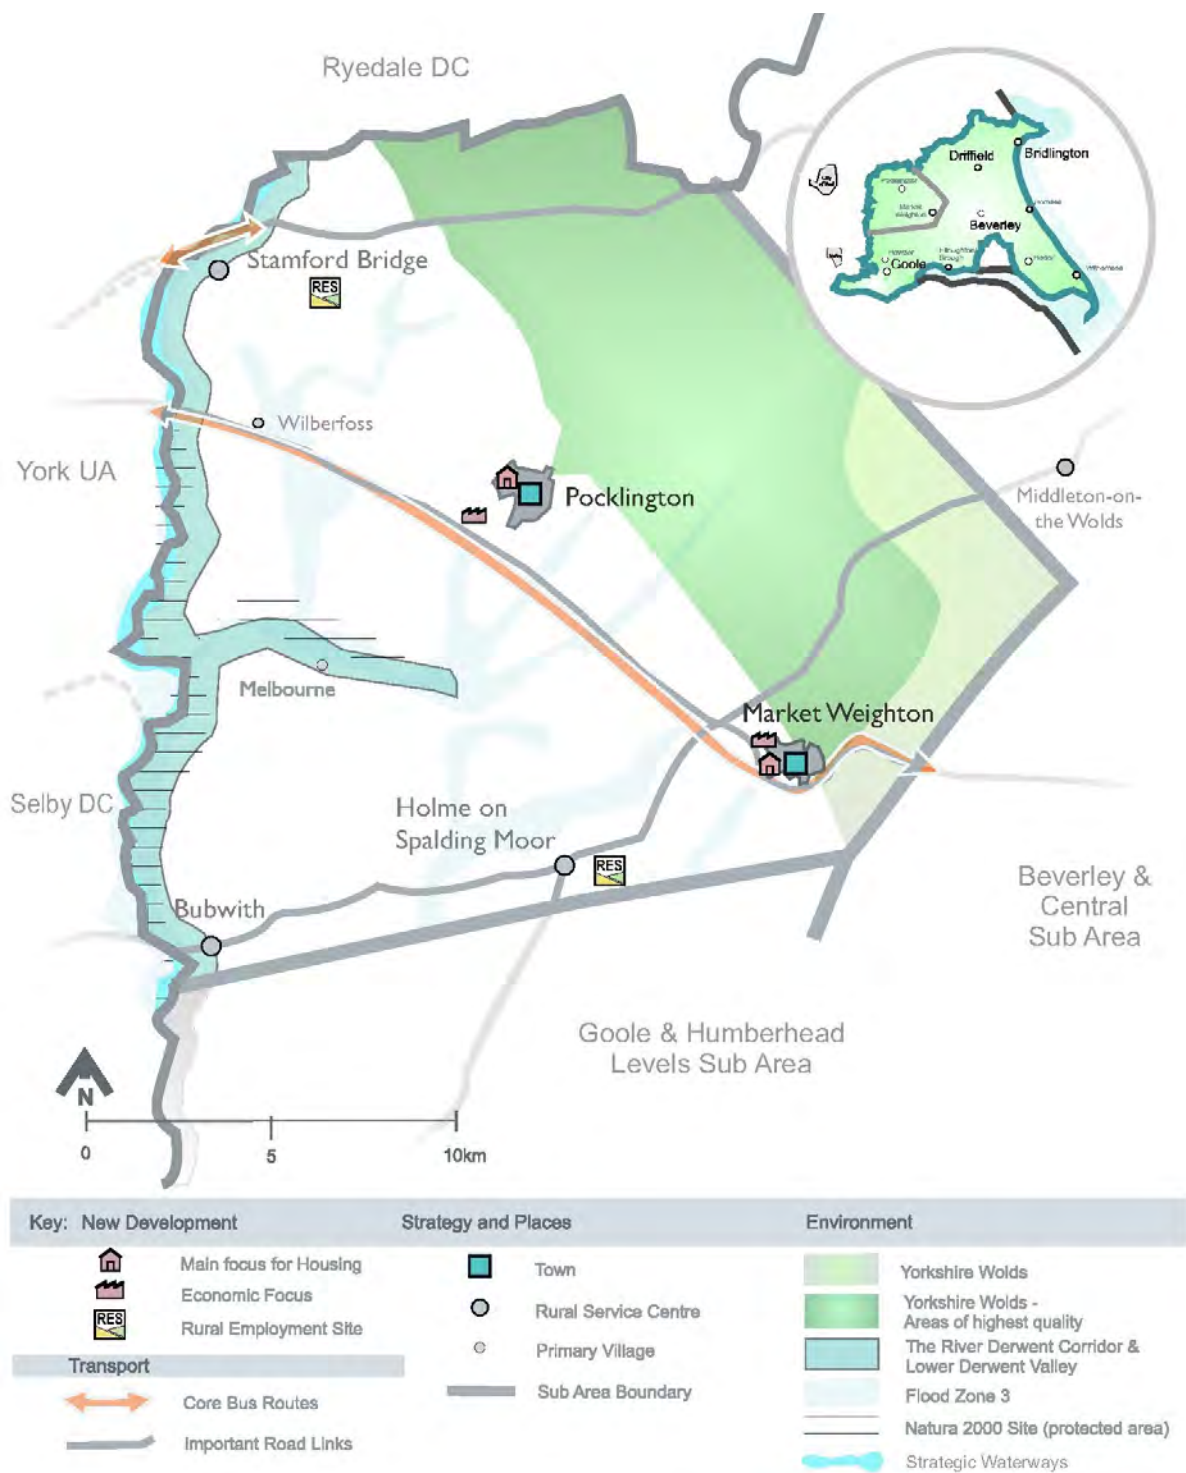 Ryedale DC
Driffield
Bridlington
Beverley
Goole
Stamford Bridge
RES
Wilberfoss
York UA
Pocklington
Middleton-on-
the Wolds
Melbourne
Market Weighton
Selby DC
Holme on
Spalding Moor
RES
Bubwith
Beverley &
Central
Sub Area
Goole & Humberhead
Levels Sub Area
N
0 5 10km
Key: New Development
Main focus for Housing
Economic Focus
RES Rural Employment Site
Transport
Core Bus Routes
Important Road Links
Strategy and Places
Town
Rural Service Centre
Primary Village
Sub Area Boundary
Environment
Yorkshire Wolds
Yorkshire Wolds -
Areas of highest quality
The River Derwent Corridor &
Lower Derwent Valley
Flood Zone 3
Natura 2000 Site (protected area)
Strategic Waterways